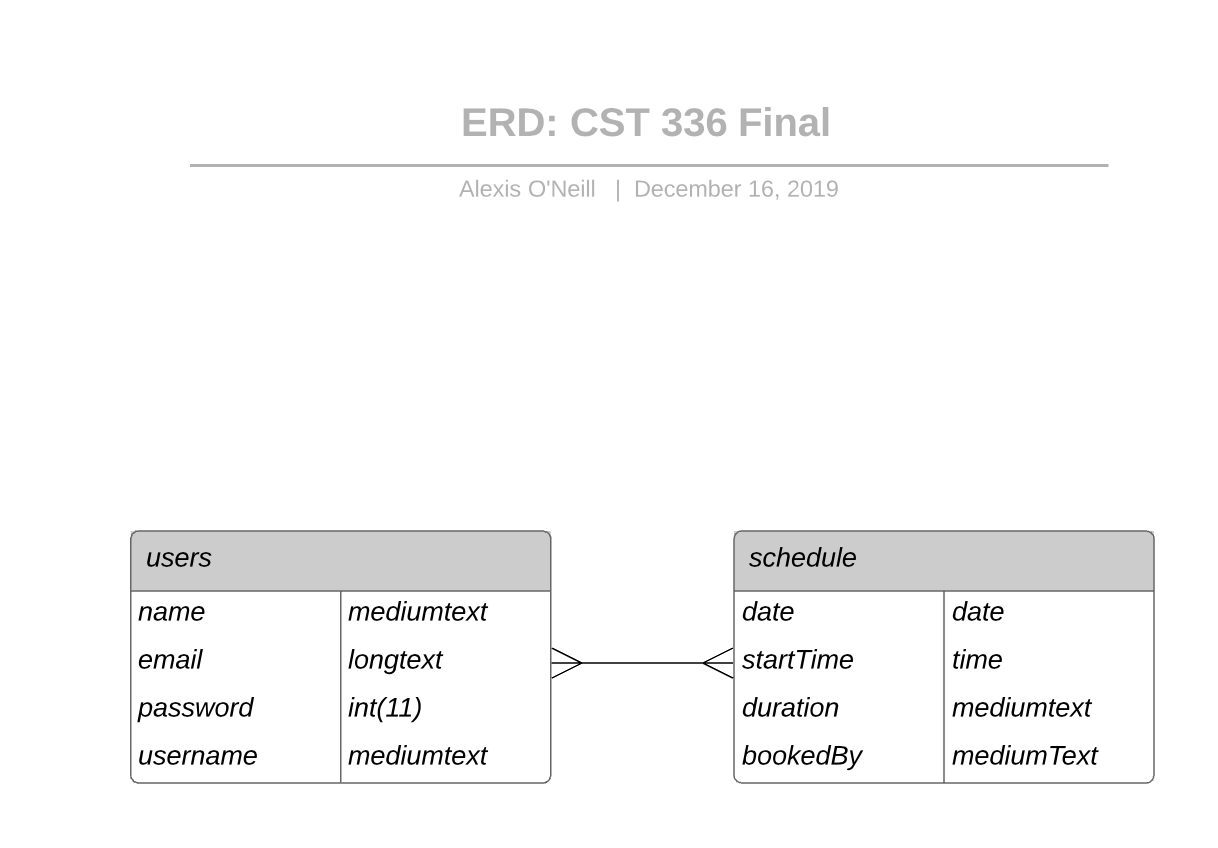 ERD: CST 336 Final
Alexis O'Neill | December 16, 2019
users
name mediumtext
email longtext
password int(11)
username mediumtext
schedule
date date
startTime time
duration mediumtext
bookedBy mediumText